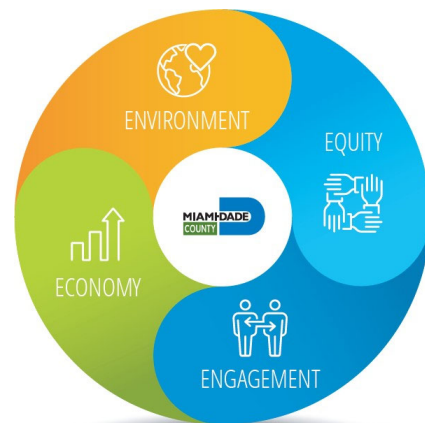 ENVIRONMENT
EQUITY
MIAMI-DADE
COUNTY
ECONOMY
ENGAGEMENT